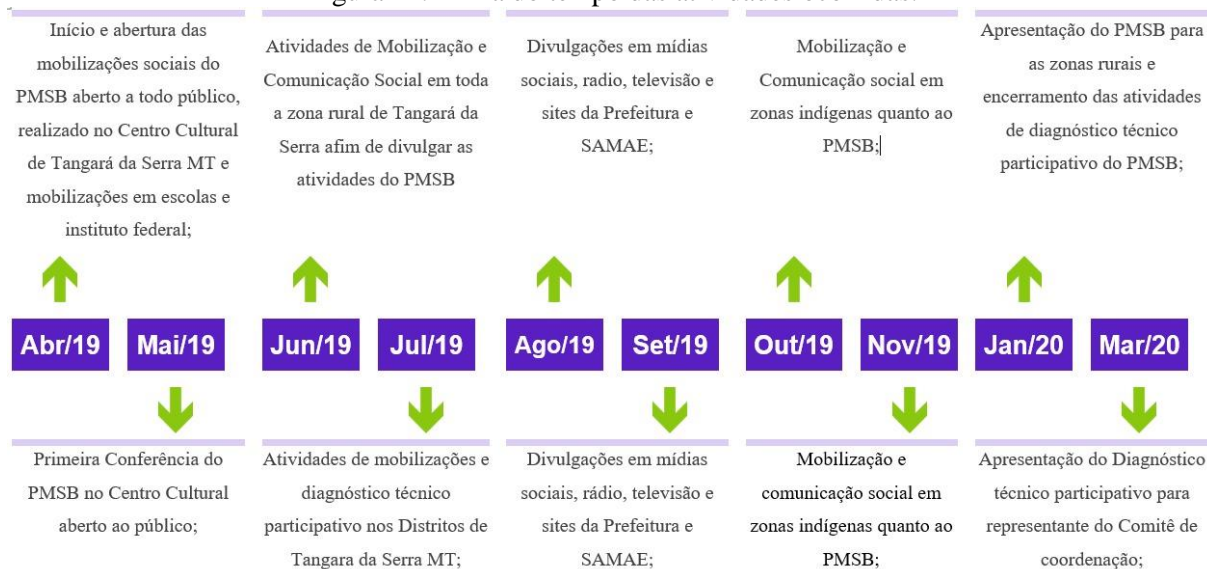 Início e abertura das
mobilizações sociais do
PMSB aberto a todo público,
realizado no Centro Cultural
de Tangará da Serra MT e
mobilizações em escolas e
instituto federal;
Atividades de Mobilização e
Comunicação Social em toda
a zona rural de Tangará da
Serra afim de divulgar as
atividades do PMSB
Divulgações em mídias
sociais, radio, televisão e
sites da Prefeitura e
SAMAE;
Mobilização e
Comunicação social em
zonas indígenas quanto ao
PMSB;
Apresentação do PMSB para
as zonas rurais e
encerramento das atividades
de diagnóstico técnico
participativo do PMSB;
Abr/19 Mai/19 Jun/19 Jul/19 Ago/19 Set/19 Out/19 Nov/19 Jan/20 Mar/20
Primeira Conferência do
PMSB no Centro Cultural
aberto ao público;
Atividades de mobilizações e
diagnóstico técnico
participativo nos Distritos de
Tangara da Serra MT;
Divulgações em mídias
sociais, rádio, televisão e
sites da Prefeitura e
SAMAE;
Mobilização e
comunicação social em
zonas indígenas quanto ao
PMSB;
Apresentação do Diagnóstico
técnico participativo para
representante do Comitê de
coordenação;